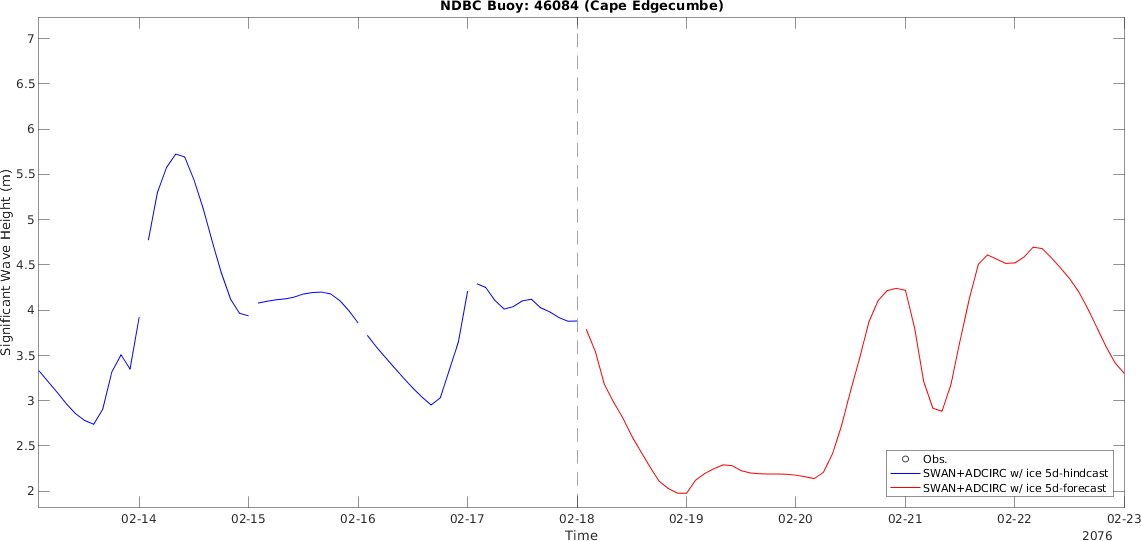 NDBC Buoy: 46084 (Cape Edgecumbe)
Significant Wave Height (m)
7
6.5
6
5.5
5
4.5
4
3.5
3
2.5
2
Obs.
SWAN+ADCIRC w/ ice 5d-hindcast
SWAN+ADCIRC w/ ice 5d-forecast
02-14 02-15 02-16 02-17 02-18 02-19 02-20 02-21 02-22 02-23
Time
2076